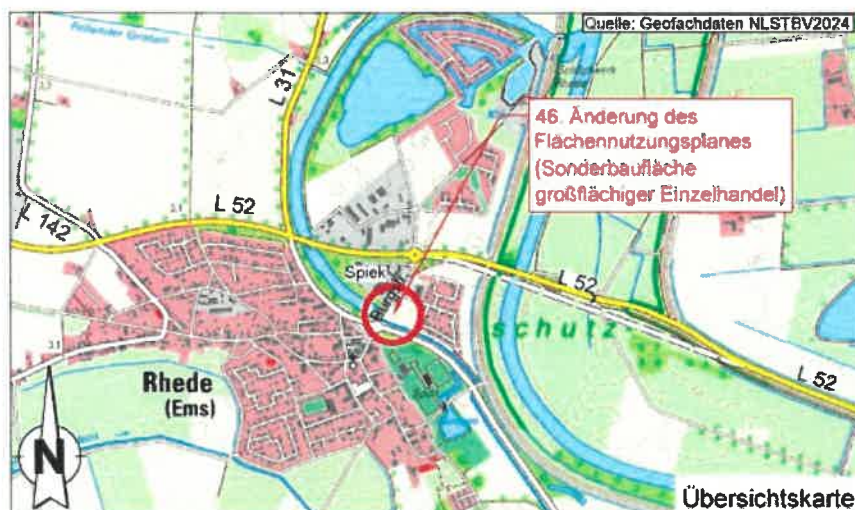 Quelle: Geofachdaten NLSTBV2024
46. Änderung des
Flächennutzungsplanes
(Sonderbaufläche
großflächiger Einzelhandel)
L 31
L 52
L 142
Spiek
L 52
schutz
L 52
Rhede
(Ems)
N
Übersichtskarte